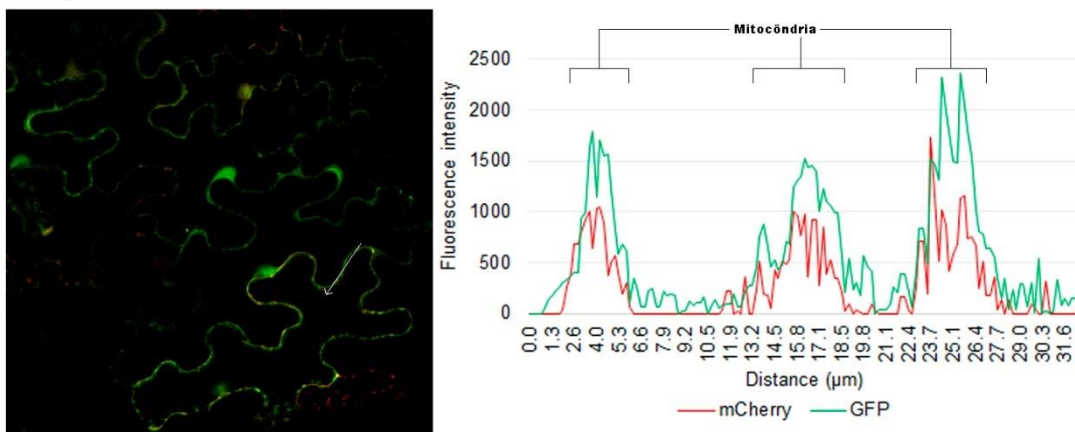 Mitocôndria
2500
2000
1500
1000
500
0
Fluorescence intensity
0.0 1.3 2.6 4.0 5.3 6.6 7.9 9.2 10.5 11.9 13.2 14.5 15.8 17.1 18.5 19.8 21.1 22.4 23.7 25.1 26.4 27.7 29.0 30.3 31.6
Distance (µm)
mCherry GFP